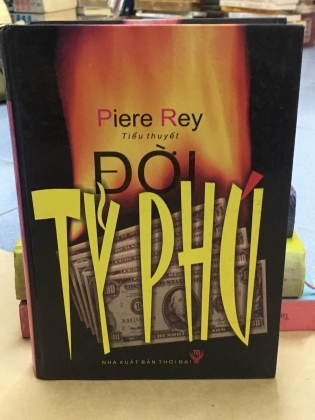 Piere Rey
Tiểu thuyết
ĐỜI
TỶ PHÚ
NHÀ XUẤT BẢN THỜI ĐẠI